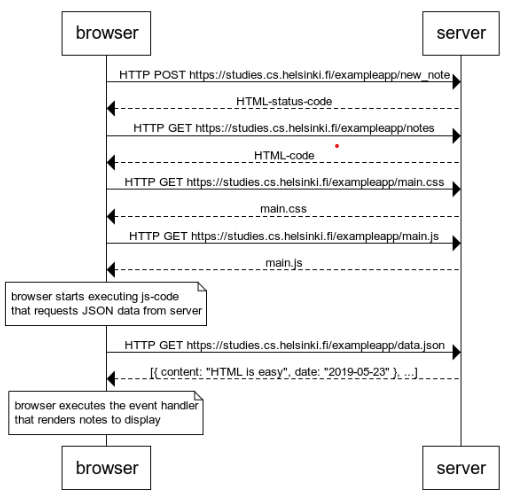 browser
server
HTTP POST https://studies.cs.helsinki.fi/exampleapp/new_note
HTML-status-code
HTTP GET https://studies.cs.helsinki.fi/exampleapp/notes
HTML-code
HTTP GET https://studies.cs.helsinki.fi/exampleapp/main.css
main.css
HTTP GET https://studies.cs.helsinki.fi/exampleapp/main.js
main.js
browser starts executing js-code
that requests JSON data from server
HTTP GET https://studies.cs.helsinki.fi/exampleapp/data.json
[{ content: "HTML is easy", date: "2019-05-23" }, ...]
browser executes the event handler
that renders notes to display
browser
server